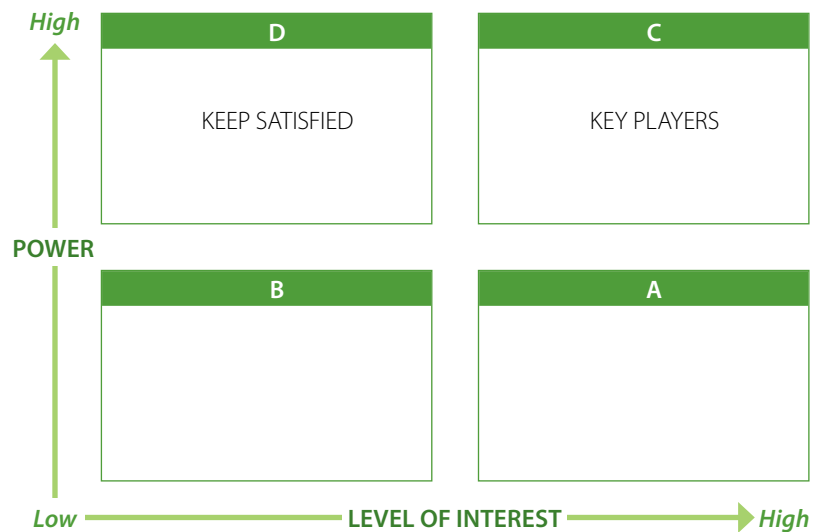 High
D
C
KEEP SATISFIED
KEY PLAYERS
POWER
B
A
Low
LEVEL OF INTEREST
High